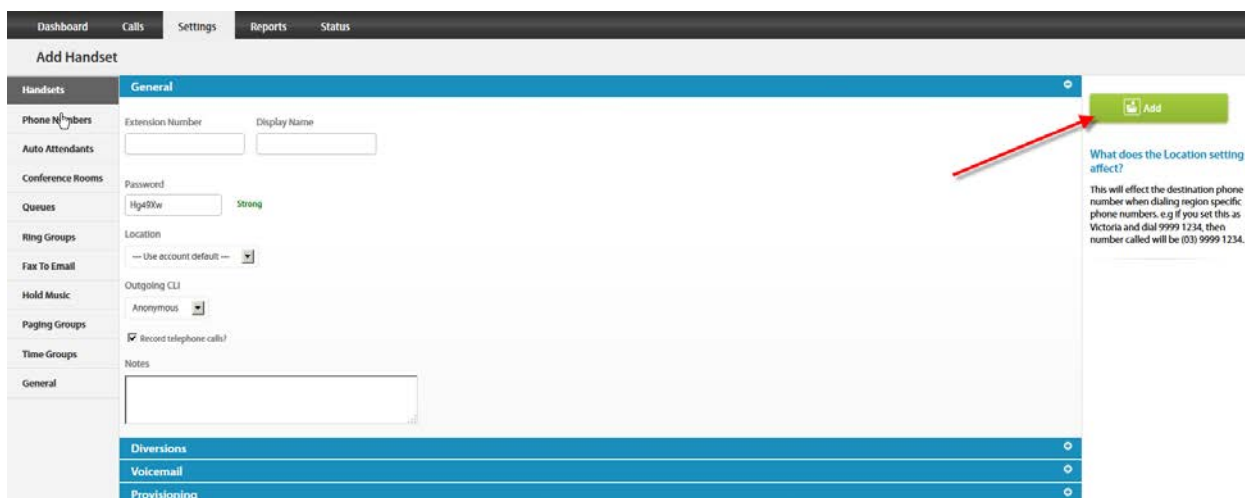 Dashboard Calls Settings Reports Status
Add Handset
Handsets
Phone Numbers
Auto Attendants
Conference Rooms
Queues
Ring Groups
Fax To Email
Hold Music
Paging Groups
Time Groups
General
General
Extension Number Display Name
Password
Hg49Xw Strong
Location
--- Use account default ---
Outgoing CLI
Anonymous
Record telephone calls?
Notes
Diversions
Voicemail
Provisioning
Add
What does the Location setting
affect?
This will effect the destination phone
number when dialing region specific
phone numbers. e.g if you set this as
Victoria and dial 9999 1234, then
number called will be (03) 9999 1234.